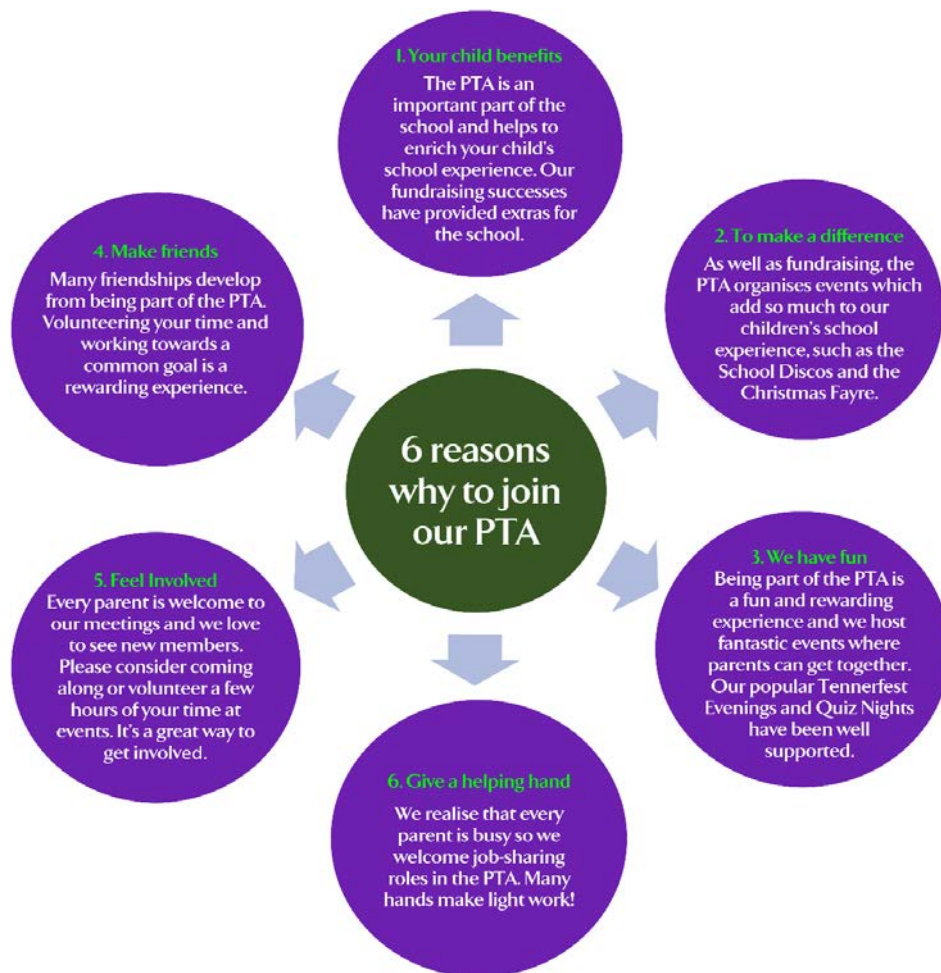 1. Your child benefits
The PTA is an
important part of the
school and helps to
enrich your child's
school experience. Our
fundraising successes
have provided extras for
the school.
2. To make a difference
As well as fundraising, the
PTA organises events which
add so much to our
children's school
experience, such as the
School Discos and the
Christmas Fayre.
3. We have fun
Being part of the PTA is
a fun and rewarding
experience and we host
fantastic events where
parents can get together.
Our popular Tennerfest
Evenings and Quiz Nights
have been well
supported.
4. Make friends
Many friendships develop
from being part of the PTA.
Volunteering your time and
working towards a
common goal is a
rewarding experience.
5. Feel Involved
Every parent is welcome to
our meetings and we love
to see new members.
Please consider coming
along or volunteer a few
hours of your time at
events. It's a great way to
get involved.
6. Give a helping hand
We realise that every
parent is busy so we
welcome job-sharing
roles in the PTA. Many
hands make light work!
6 reasons
why to join
our PTA